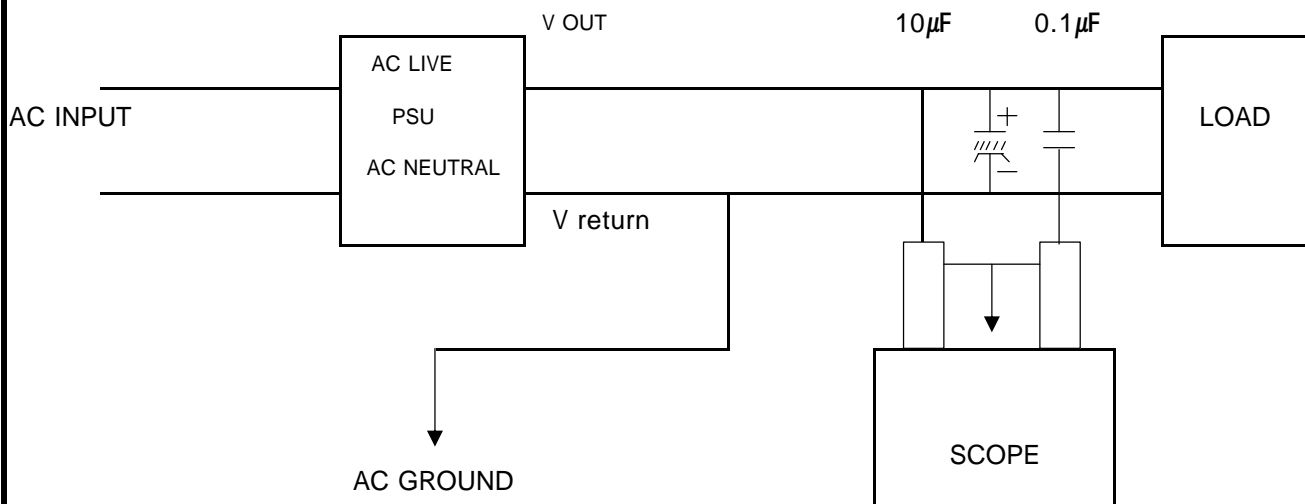 V OUT
10µF
0.1µF
AC LIVE
AC INPUT
PSU
LOAD
AC NEUTRAL
V return
SCOPE
AC GROUND
+
−